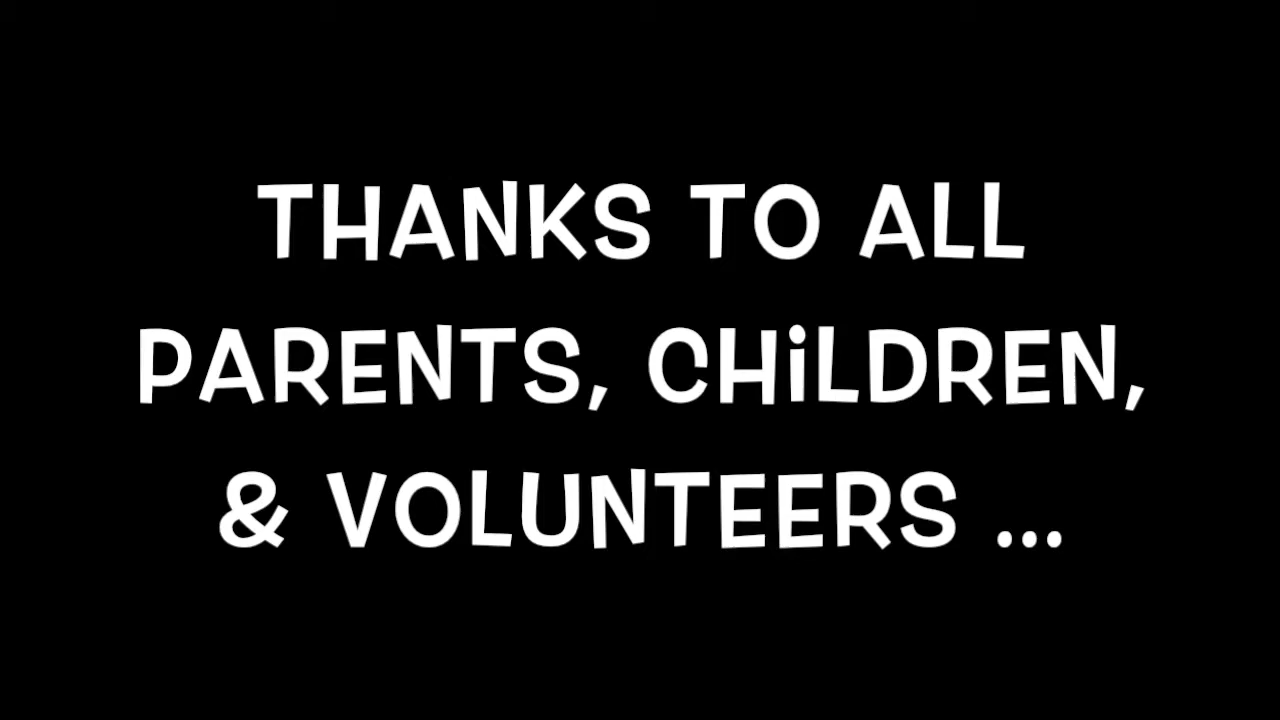 THANKS TO ALL
PARENTS, CHiLDREN,
& VOLUNTEERS ...